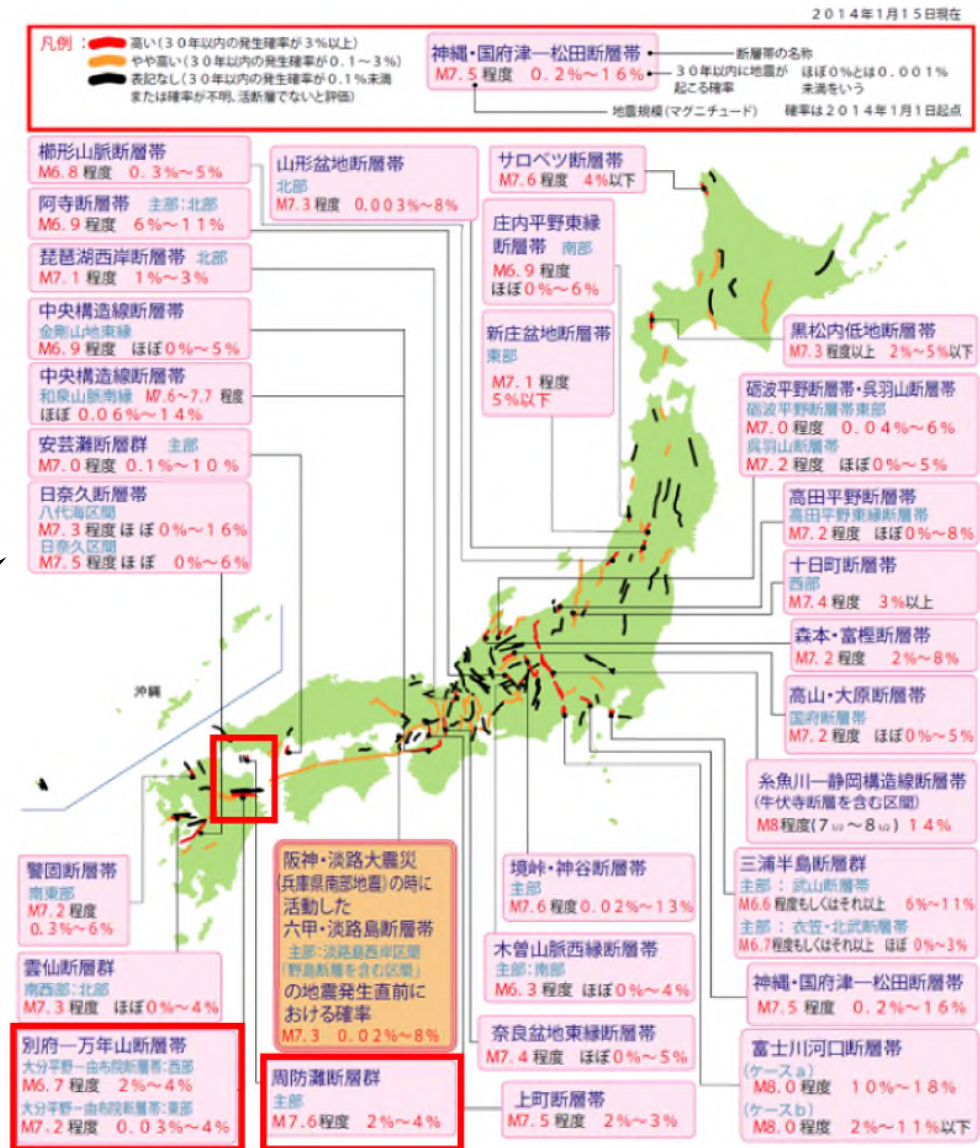 2014年1月15日現在
凡例：
高い(30年以内の発生確率が3%以上)
やや高い(30年以内の発生確率が0.1～3%)
表記なし(30年以内の発生確率が0.1%未満
または確率が不明、活断層でないと評価)
神縄・国府津―松田断層帯
M7.5 程度 0.2%～16%
断層帯の名称
30年以内に地震が
起こる確率
ほぼ0%とは0.001%
未満をいう
地震規模(マグニチュード)
確率は2014年1月1日起点
櫛形山脈断層帯
M6.8 程度 0.3%～5%
阿寺断層帯 主部:北部
M6.9 程度 6%～11%
琵琶湖西岸断層帯 北部
M7.1 程度 1%～3%
中央構造線断層帯
金剛山地東縁
M6.9 程度 ほぼ0%～5%
中央構造線断層帯
和泉山脈南縁 M7.6～7.7 程度
ほぼ 0.06%～14%
安芸灘断層群 主部
M7.0 程度 0.1%～10%
日奈久断層帯
八代海区間
M7.3 程度 ほぼ 0%～16%
日奈久区間
M7.5 程度 ほぼ 0%～6%
山形盆地断層帯
北部
M7.3 程度 0.003%～8%
サロベツ断層帯
M7.6 程度 4%以下
庄内平野東縁
断層帯 南部
M6.9 程度
ほぼ0%～6%
新庄盆地断層帯
東部
M7.1 程度
5%以下
黒松内低地断層帯
M7.3 程度以上 2%～5%以下
砺波平野断層帯・呉羽山断層帯
砺波平野断層帯東部
M7.0 程度 0.04%～6%
呉羽山断層帯
M7.2 程度 ほぼ0%～5%
高田平野断層帯
高田平野東縁断層帯
M7.2 程度 ほぼ0%～8%
十日町断層帯
西部
M7.4 程度 3%以上
森本・富樫断層帯
M7.2 程度 2%～8%
高山・大原断層帯
国府断層帯
M7.2 程度 ほぼ0%～5%
糸魚川―静岡構造線断層帯
(牛伏寺断層を含む区間)
M8程度(7 1/2～8 1/2) 14%
三浦半島断層群
主部：武山断層帯
M6.6 程度もしくはそれ以上 6%～11%
主部：衣笠・北武断層帯
M6.7程度もしくはそれ以上 ほぼ 0%～3%
神縄・国府津―松田断層帯
M7.5 程度 0.2%～16%
富士川河口断層帯
(ケースa)
M8.0 程度 10%～18%
(ケースb)
M8.0 程度 2%～11%以下
沖縄
警固断層帯
南東部
M7.2 程度
0.3%～6%
雲仙断層群
南西部:北部
M7.3 程度 ほぼ0%～4%
別府―万年山断層帯
大分平野―由布院断層帯:西部
M6.7 程度 2%～4%
大分平野―由布院断層帯:東部
M7.2 程度 0.03%～4%
阪神・淡路大震災
(兵庫県南部地震)の時に
活動した
六甲・淡路島断層帯
主部:淡路島西岸区間
「野島断層を含む区間」
の地震発生直前に
おける確率
M7.3 0.02%～8%
周防灘断層群
主部
M7.6程度 2%～4%
境峠・神谷断層帯
主部
M7.6程度 0.02%～13%
木曽山脈西縁断層帯
主部:南部
M6.3 程度 ほぼ0%～4%
奈良盆地東縁断層帯
M7.4 程度 ほぼ0%～5%
上町断層帯
M7.5 程度 2%～3%